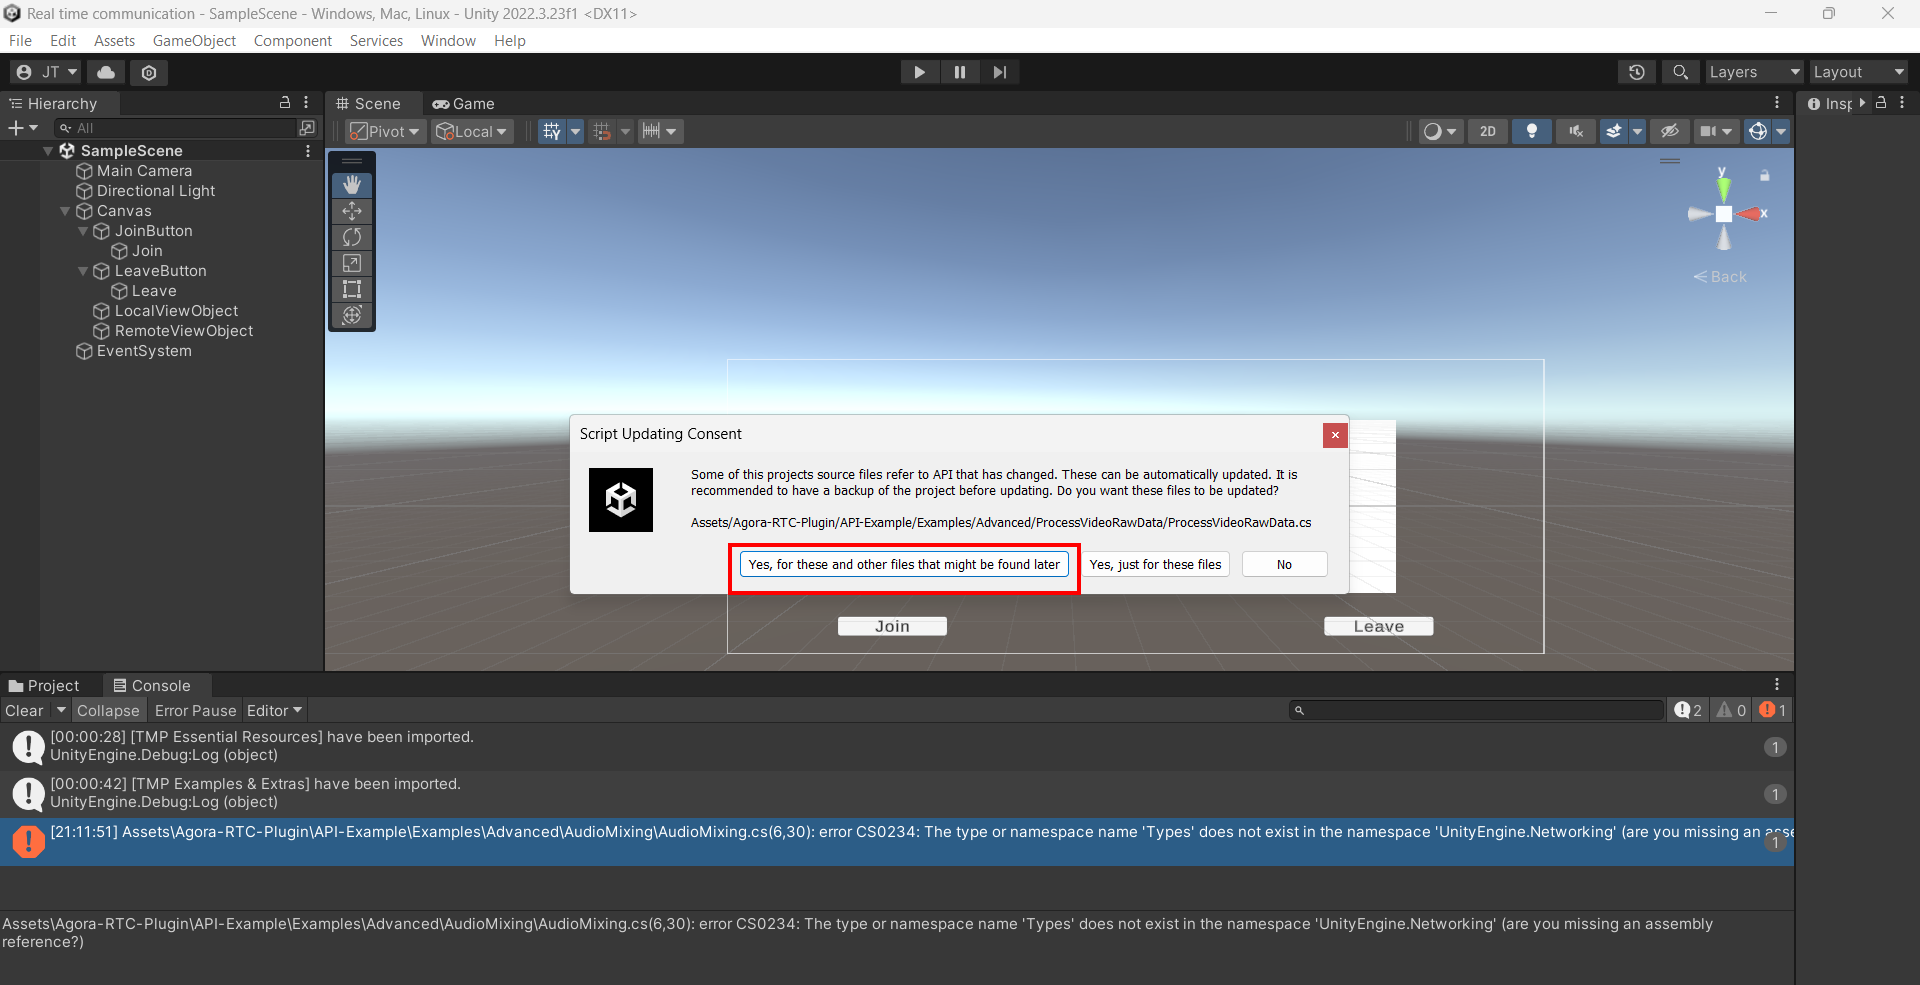 Real time communication - SampleScene - Windows, Mac, Linux - Unity 2022.3.23f1 <DX11>
File Edit Assets GameObject Component Services Window Help
JT Layers Layout
Hierarchy Scene Game Insp
All Pivot Local 2D
SampleScene
Main Camera
Directional Light
Canvas
JoinButton
Join
LeaveButton
Leave
LocalViewObject
RemoteViewObject
EventSystem
y
x
Back
Script Updating Consent
Some of this projects source files refer to API that has changed. These can be automatically updated. It is
recommended to have a backup of the project before updating. Do you want these files to be updated?
Assets/Agora-RTC-Plugin/API-Example/Examples/Advanced/ProcessVideoRawData/ProcessVideoRawData.cs
Yes, for these and other files that might be found later Yes, just for these files No
Join Leave
Project Console
Clear Collapse Error Pause Editor 2 0 1
[00:00:28] [TMP Essential Resources] have been imported.
UnityEngine.Debug:Log (object)
1
[00:00:42] [TMP Examples & Extras] have been imported.
UnityEngine.Debug:Log (object)
1
[21:11:51] Assets\Agora-RTC-Plugin\API-Example\Examples\Advanced\AudioMixing\AudioMixing.cs(6,30): error CS0234: The type or namespace name 'Types' does not exist in the namespace 'UnityEngine.Networking' (are you missing an asse
1
Assets\Agora-RTC-Plugin\API-Example\Examples\Advanced\AudioMixing\AudioMixing.cs(6,30): error CS0234: The type or namespace name 'Types' does not exist in the namespace 'UnityEngine.Networking' (are you missing an assembly
reference?)